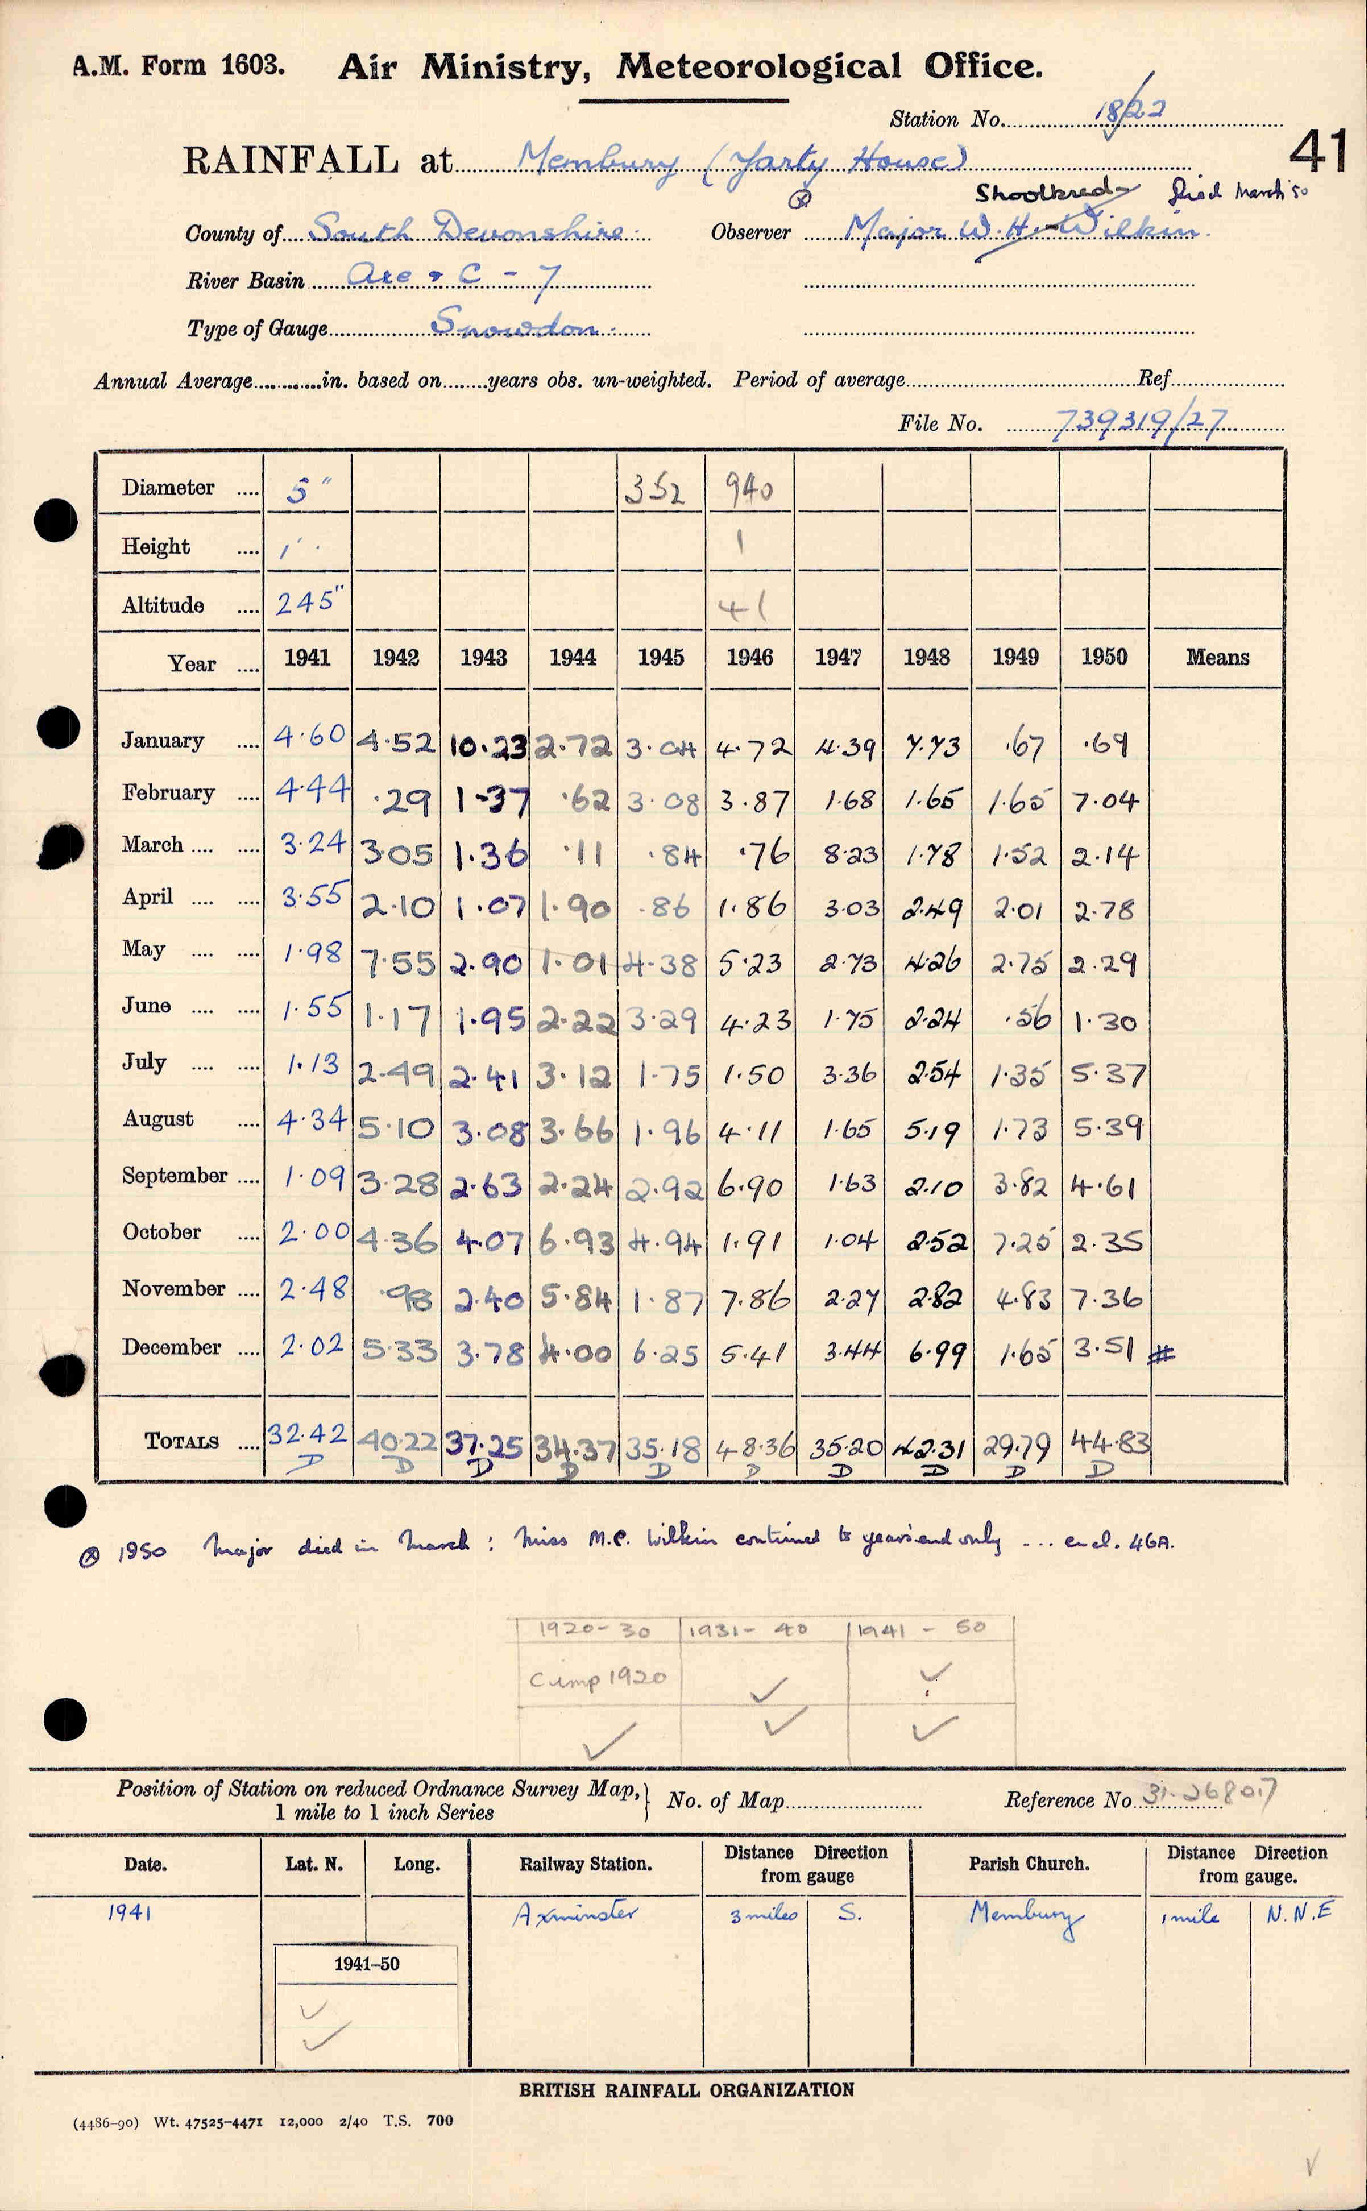 A.M. Form 1603. Air Ministry, Meteorological Office.
Station No. 18/22
41
RAINFALL at Membury (Yarty House)
County of South Devonshire. Observer Major W. H. Wilkin. died March '50
River Basin Axe & C - 7
Type of Gauge Snowdon.
Annual Average............in. based on........years obs. un-weighted. Period of average Ref
File No. 739319/27
Diameter .... 5" 352 940
Height .... 1' 1
Altitude .... 245" 41
Year .... 1941 1942 1943 1944 1945 1946 1947 1948 1949 1950 Means
January .... 4.60 4.52 10.23 2.72 3.04 4.72 4.39 7.73 .67 .69
February .... 4.44 .29 1.37 .62 3.08 3.87 1.68 1.65 1.65 7.04
March .... .... 3.24 3.05 1.36 .11 .84 .76 8.23 1.78 1.52 2.14
April .... .... 3.55 2.10 1.07 1.90 .86 1.86 3.03 2.49 2.01 2.78
May .... .... 1.98 7.55 2.90 1.01 4.38 5.23 2.73 4.26 2.75 2.29
June .... .... 1.55 1.17 1.95 2.22 3.29 4.23 1.75 2.24 .56 1.30
July .... .... 1.13 2.49 2.41 3.12 1.75 1.50 3.36 2.54 1.35 5.37
August .... 4.34 5.10 3.08 3.66 1.96 4.11 1.65 5.19 1.73 5.39
September .... 1.09 3.28 2.63 2.24 2.92 6.90 1.63 2.10 3.82 4.61
October .... 2.00 4.36 4.07 6.93 4.94 1.91 1.04 2.52 7.25 2.35
November .... 2.48 .98 2.40 5.84 1.87 7.86 2.27 2.82 4.83 7.36
December .... 2.02 5.33 3.78 4.00 6.25 5.41 3.44 6.99 1.65 3.51 #
TOTALS .... 32.42 40.22 37.25 34.37 35.18 48.36 35.20 42.31 29.79 44.83
D D D D D D D D D D
⊗ 1950 Major died in March : Miss M.C. Wilkin continued to years end only ... encl. 46A.
1920-30 1931-40 1941-50
Comp 1920 ✓ ✓
✓ ✓ ✓
Position of Station on reduced Ordnance Survey Map,} No. of Map Reference No 31.268017
1 mile to 1 inch Series
Date. Lat. N. Long. Railway Station. Distance from gauge Direction Parish Church. Distance from gauge. Direction
1941 Axminster 3 miles S. Membury 1 mile N.N.E
1941-50
✓
✓
BRITISH RAINFALL ORGANIZATION
(4486-90) Wt. 47525-4471 12,000 2/40 T.S. 700